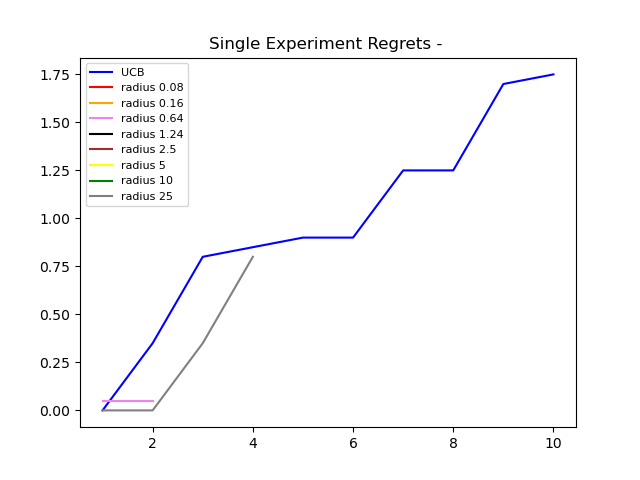 Single Experiment Regrets -
UCB
radius 0.08
radius 0.16
radius 0.64
radius 1.24
radius 2.5
radius 5
radius 10
radius 25
1.75
1.50
1.25
1.00
0.75
0.50
0.25
0.00
2 4 6 8 10